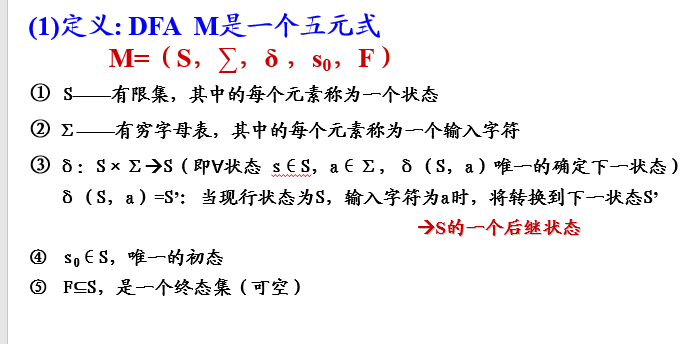 (1)定义: DFA M是一个五元式
M=（S，∑，δ，s₀，F）
① S——有限集，其中的每个元素称为一个状态
② Σ——有穷字母表，其中的每个元素称为一个输入字符
③ δ：S×Σ→S（即∀状态 s∈S，a∈Σ，δ（S，a）唯一的确定下一状态）
δ（S，a）=S’：当现行状态为S，输入字符为a时，将转换到下一状态S’
→S的一个后继状态
④ s₀∈S，唯一的初态
⑤ F⊆S，是一个终态集（可空）